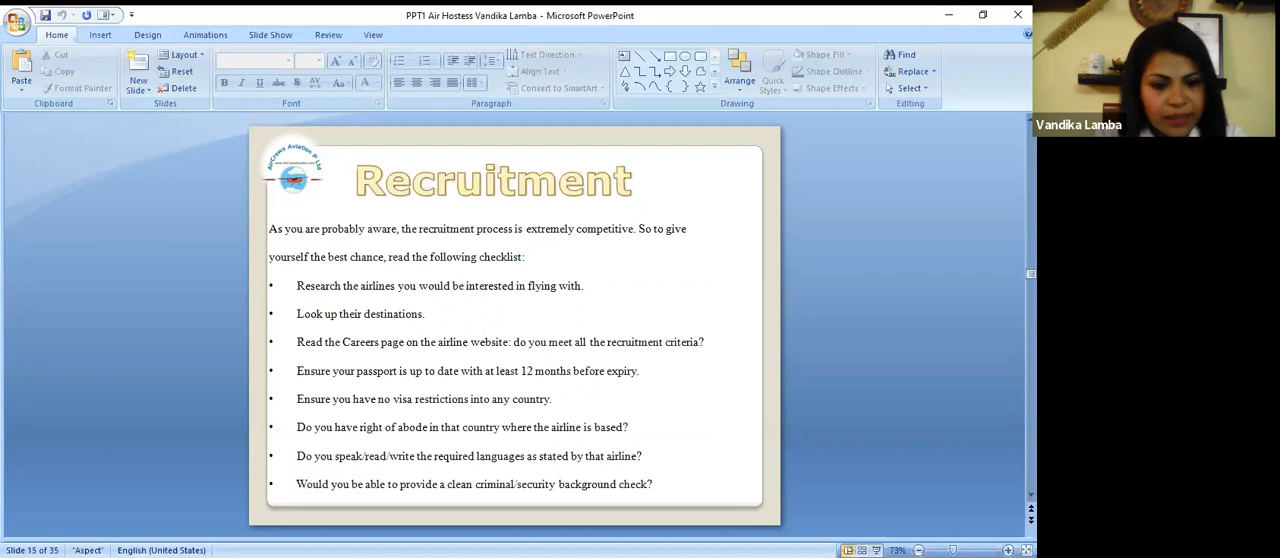 PPT1 Air Hostess Vandika Lamba - Microsoft PowerPoint
Home Insert Design Animations Slide Show Review View
Paste
Cut
Copy
Format Painter
Clipboard
New Slide
Layout
Reset
Delete
Slides
B I U abc S AV Aa A
Font
Text Direction
Align Text
Convert to SmartArt
Paragraph
Arrange
Quick Styles
Shape Fill
Shape Outline
Shape Effects
Drawing
Find
Replace
Select
Editing
Vandika Lamba
AirCrews Aviation P Ltd
Recruitment
As you are probably aware, the recruitment process is extremely competitive. So to give
yourself the best chance, read the following checklist:
• Research the airlines you would be interested in flying with.
• Look up their destinations.
• Read the Careers page on the airline website: do you meet all the recruitment criteria?
• Ensure your passport is up to date with at least 12 months before expiry.
• Ensure you have no visa restrictions into any country.
• Do you have right of abode in that country where the airline is based?
• Do you speak/read/write the required languages as stated by that airline?
• Would you be able to provide a clean criminal/security background check?
Slide 15 of 35 "Aspect" English (United States) 73%